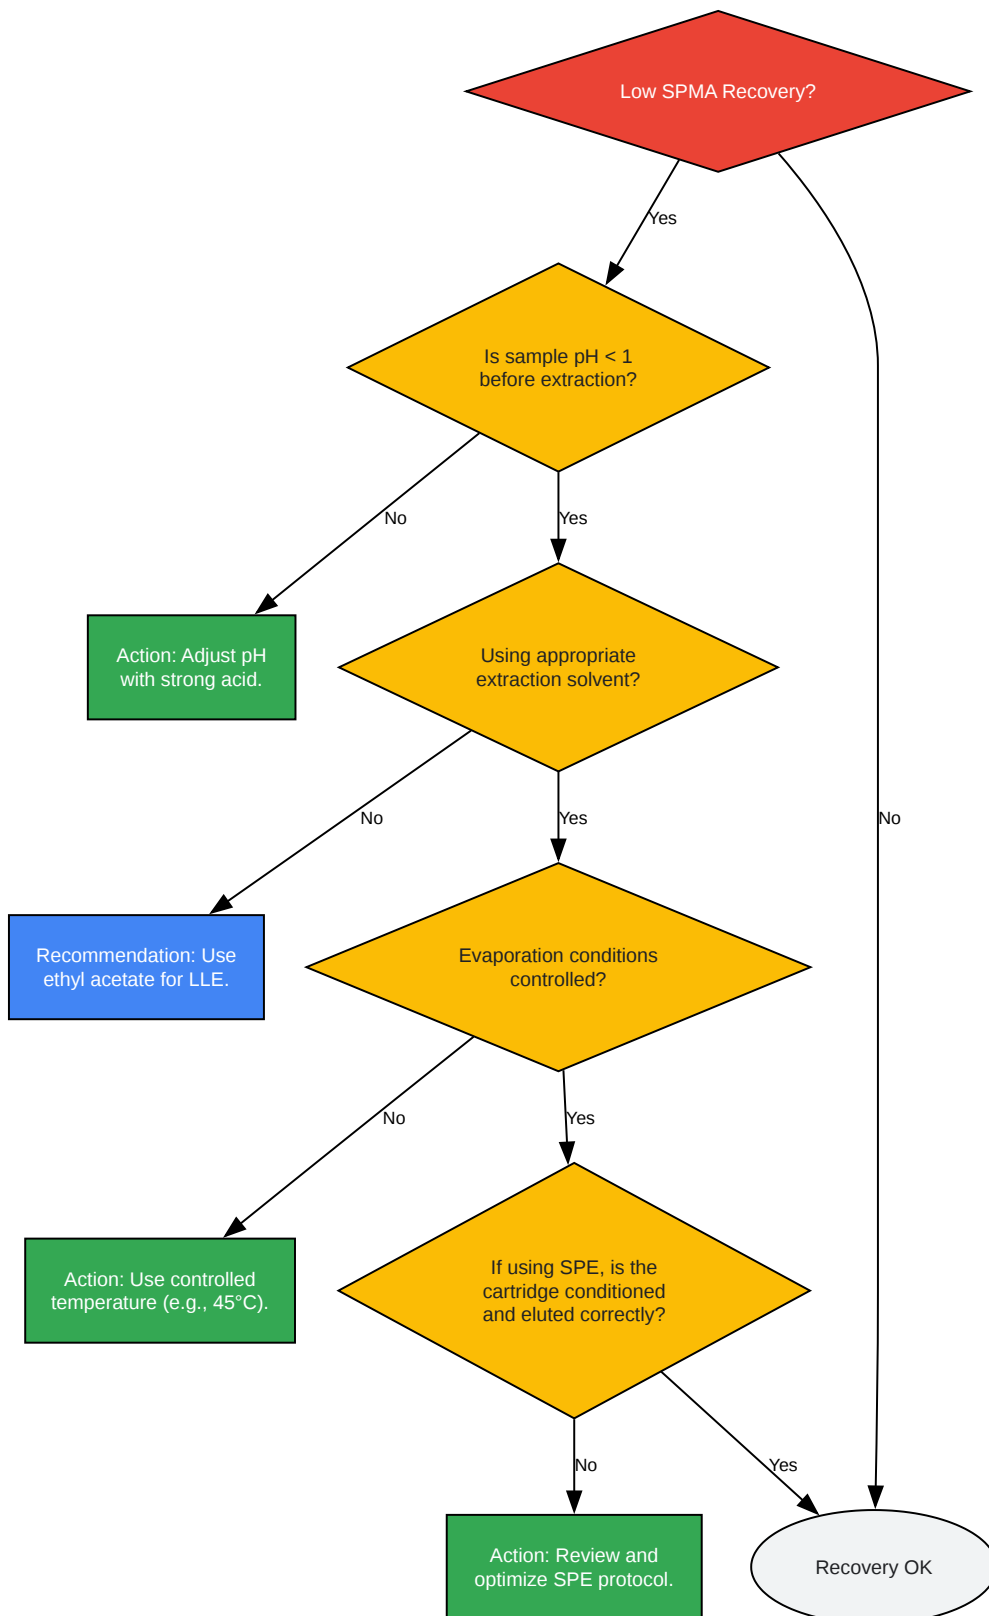 Low SPMA Recovery?
Yes
Is sample pH < 1
before extraction?
No
Yes
Action: Adjust pH
with strong acid.
Using appropriate
extraction solvent?
No
Yes
No
Recommendation: Use
ethyl acetate for LLE.
Evaporation conditions
controlled?
No
Yes
Action: Use controlled
temperature (e.g., 45°C).
If using SPE, is the
cartridge conditioned
and eluted correctly?
No
Yes
Action: Review and
optimize SPE protocol.
Recovery OK